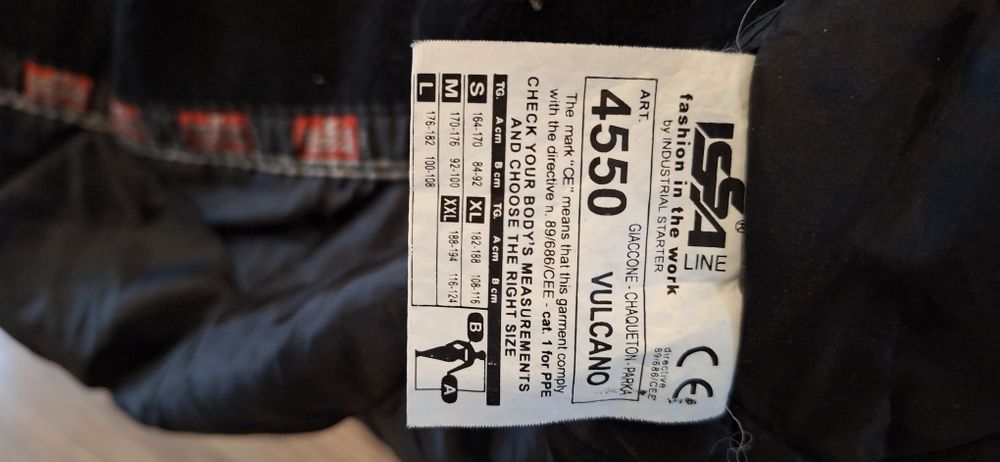 ISSA®
LINE
fashion in the work
by INDUSTRIAL STARTER
CE
directive
89/686/CEE
ART. GIACCONE - CHAQUETON - PARKA
4550 VULCANO
The mark "CE" means that this garment comply
with the directive n. 89/686/CEE - cat. 1 for PPE
CHECK YOUR BODY'S MEASUREMENTS
AND CHOOSE THE RIGHT SIZE
TG. A cm B cm TG. A cm B cm
S 164-170 84-92 XL 182-188 108-116
M 170-176 92-100 XXL 188-194 116-124
L 176-182 100-108
B
A